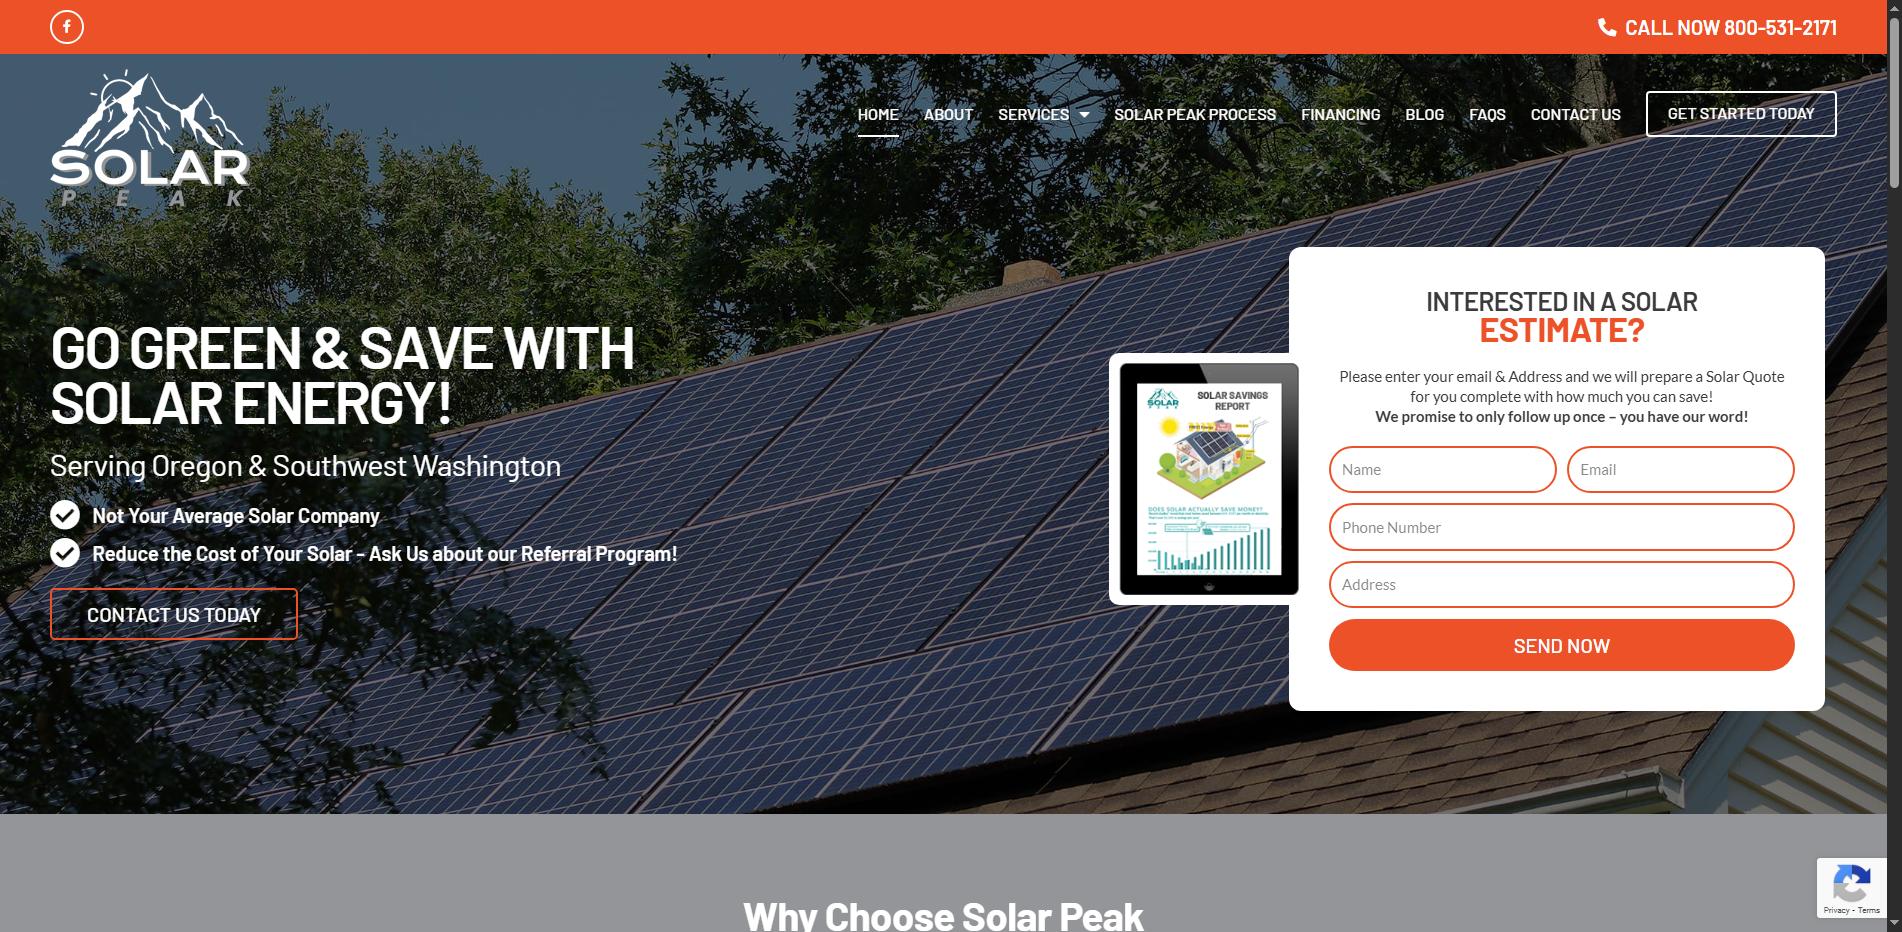 CALL NOW 800-531-2171
SOLAR
PEAK
HOME ABOUT SERVICES SOLAR PEAK PROCESS FINANCING BLOG FAQS CONTACT US GET STARTED TODAY
GO GREEN & SAVE WITH
SOLAR ENERGY!
Serving Oregon & Southwest Washington
Not Your Average Solar Company
Reduce the Cost of Your Solar – Ask Us about our Referral Program!
CONTACT US TODAY
SOLAR
PEAK
SOLAR SAVINGS
REPORT
DOES SOLAR ACTUALLY SAVE MONEY?
INTERESTED IN A SOLAR
ESTIMATE?
Please enter your email & Address and we will prepare a Solar Quote
for you complete with how much you can save!
We promise to only follow up once – you have our word!
Name Email
Phone Number
Address
SEND NOW
Why Choose Solar Peak
Privacy - Terms